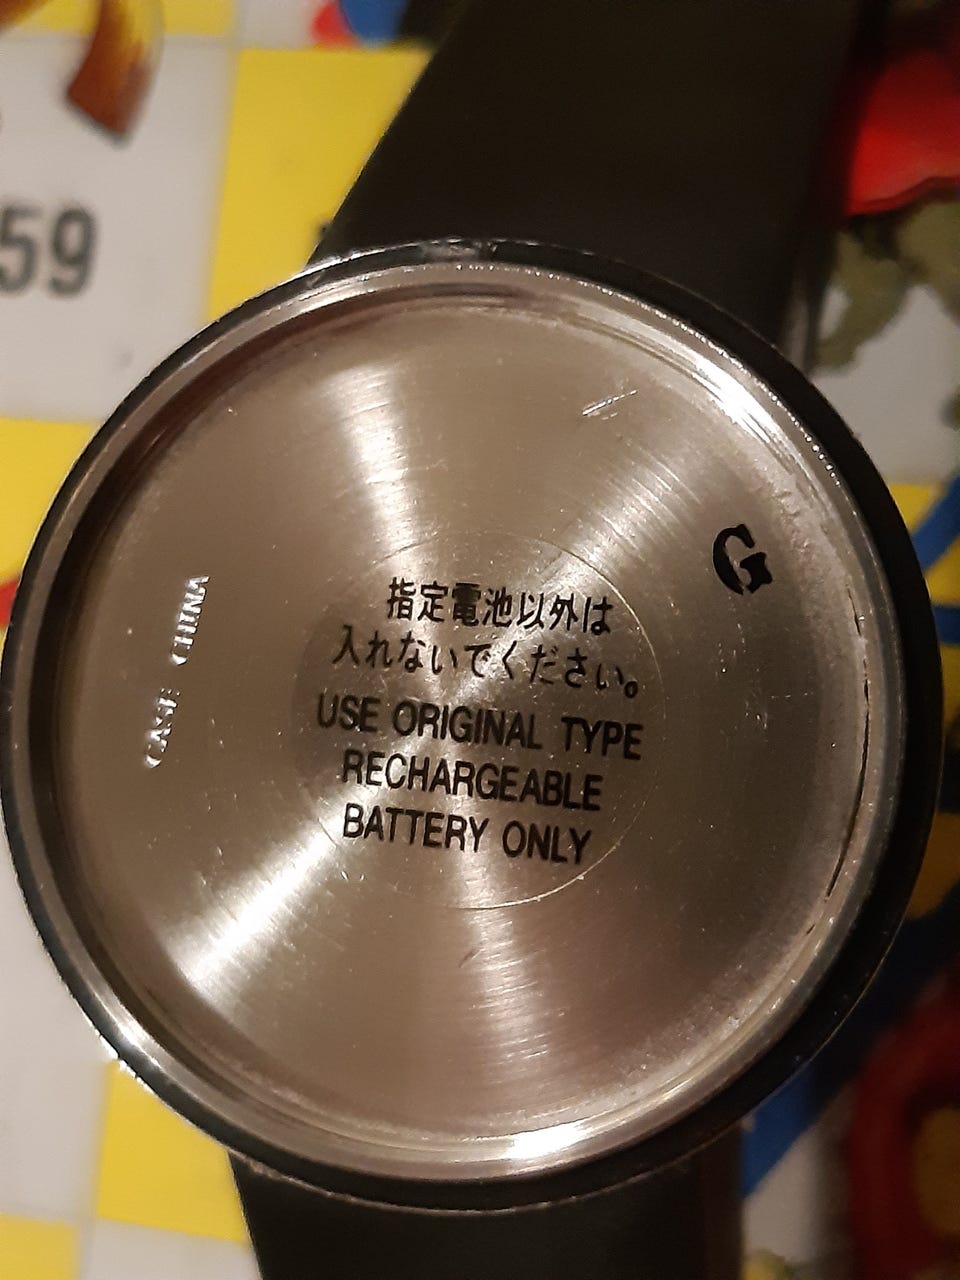 59
G
指定電池以外は
入れないでください。
USE ORIGINAL TYPE
RECHARGEABLE
BATTERY ONLY
CASE CHINA